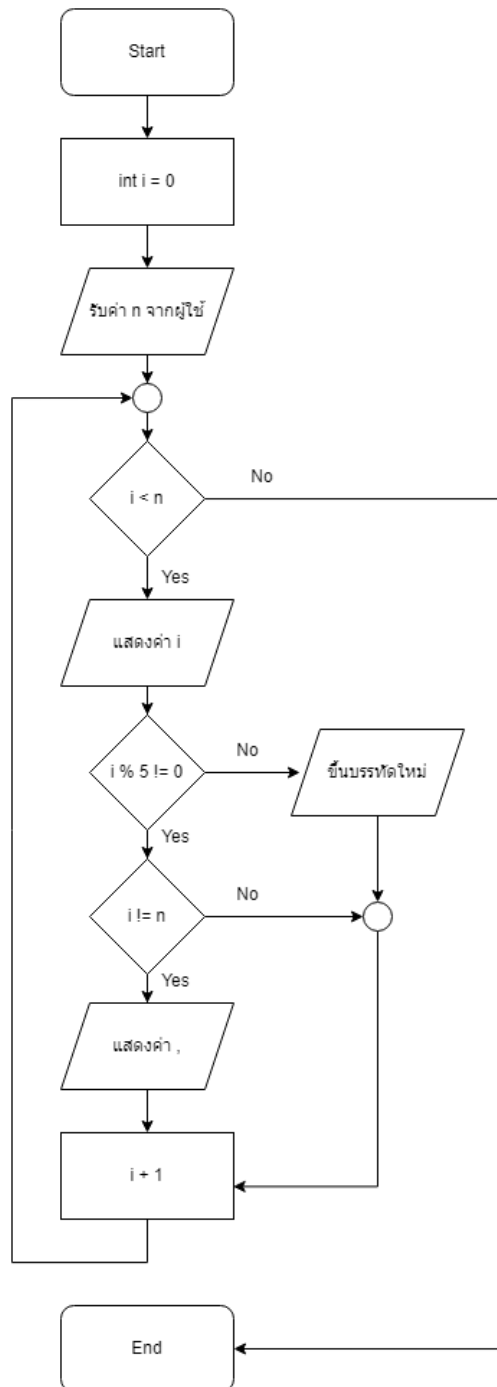 Start
int i = 0
รับค่า n จากผู้ใช้
i < n
No
Yes
แสดงค่า i
i % 5 != 0
No
ขึ้นบรรทัดใหม่
Yes
i != n
No
Yes
แสดงค่า ,
i + 1
End